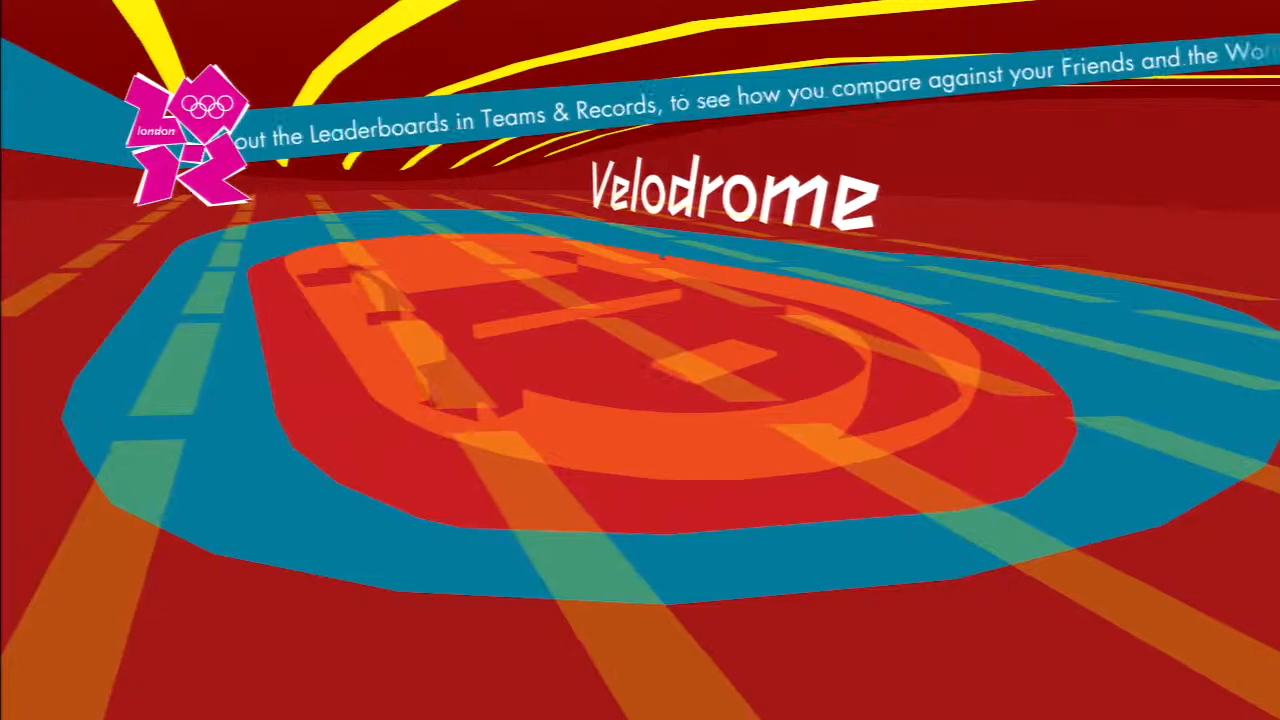 out the Leaderboards in Teams & Records, to see how you compare against your Friends and the
london
Velodrome